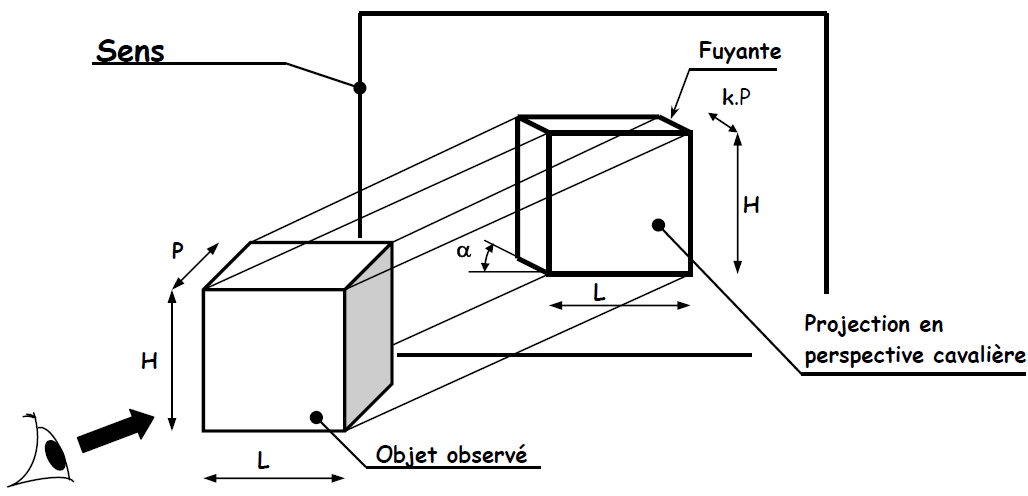 Sens
Fuyante
k.P
H
P
α
L
H
L
Objet observé
Projection en
perspective cavalière